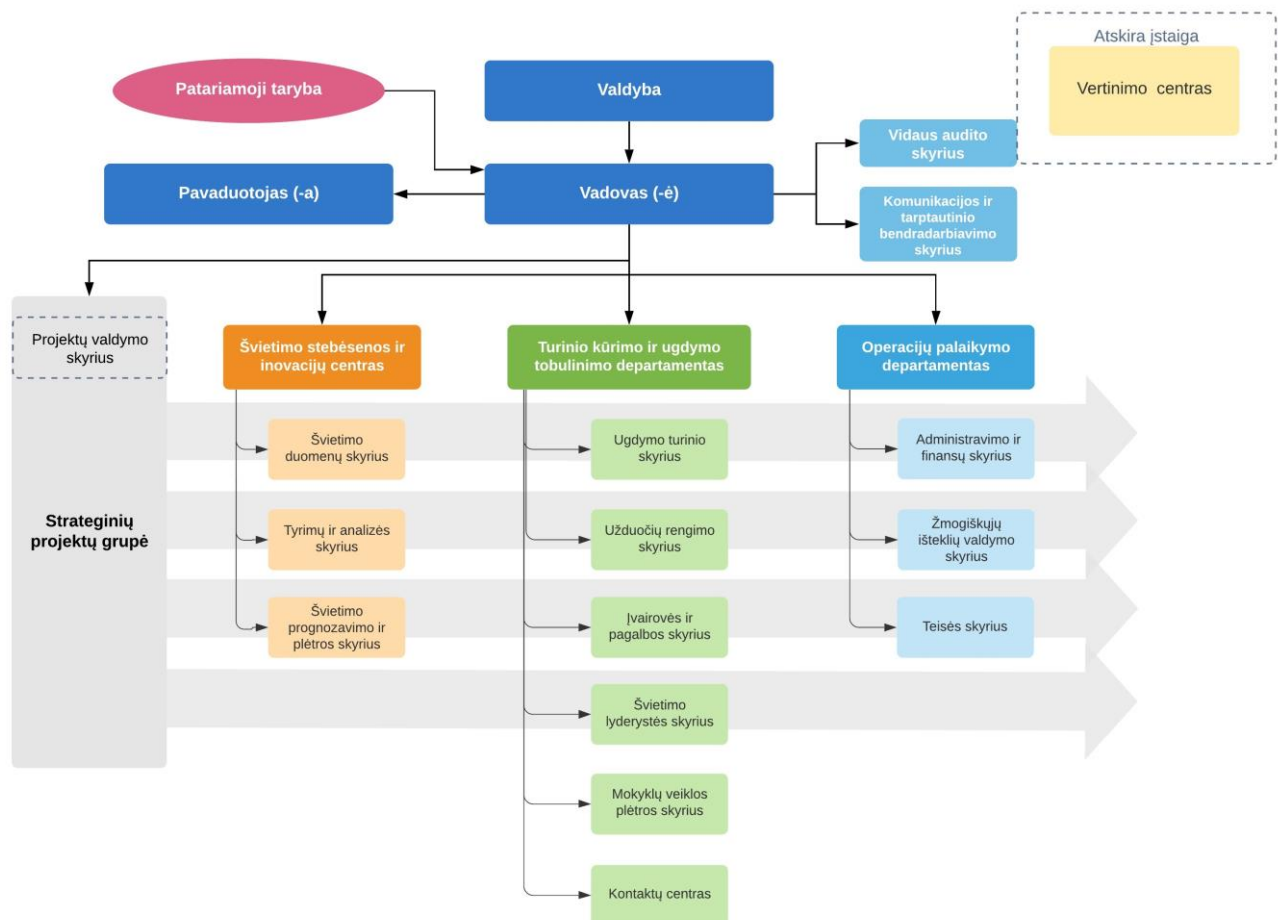 Atskira įstaiga
Patariamoji taryba
Valdyba
Vertinimo centras
Vidaus audito
skyrius
Pavaduotojas (-a)
Vadovas (-ė)
Komunikacijos ir
tarptautinio
bendradarbiavimo
skyrius
Projektų valdymo
skyrius
Švietimo stebėsenos ir
inovacijų centras
Turinio kūrimo ir ugdymo
tobulinimo departamentas
Operacijų palaikymo
departamentas
Švietimo
duomenų skyrius
Ugdymo turinio
skyrius
Administravimo ir
finansų skyrius
Strateginių
projektų grupė
Tyrimų ir analizės
skyrius
Užduočių rengimo
skyrius
Žmogiškųjų
išteklių valdymo
skyrius
Švietimo
prognozavimo ir
plėtros skyrius
Įvairovės ir
pagalbos skyrius
Teisės skyrius
Švietimo
lyderystės skyrius
Mokyklų veiklos
plėtros skyrius
Kontaktų centras